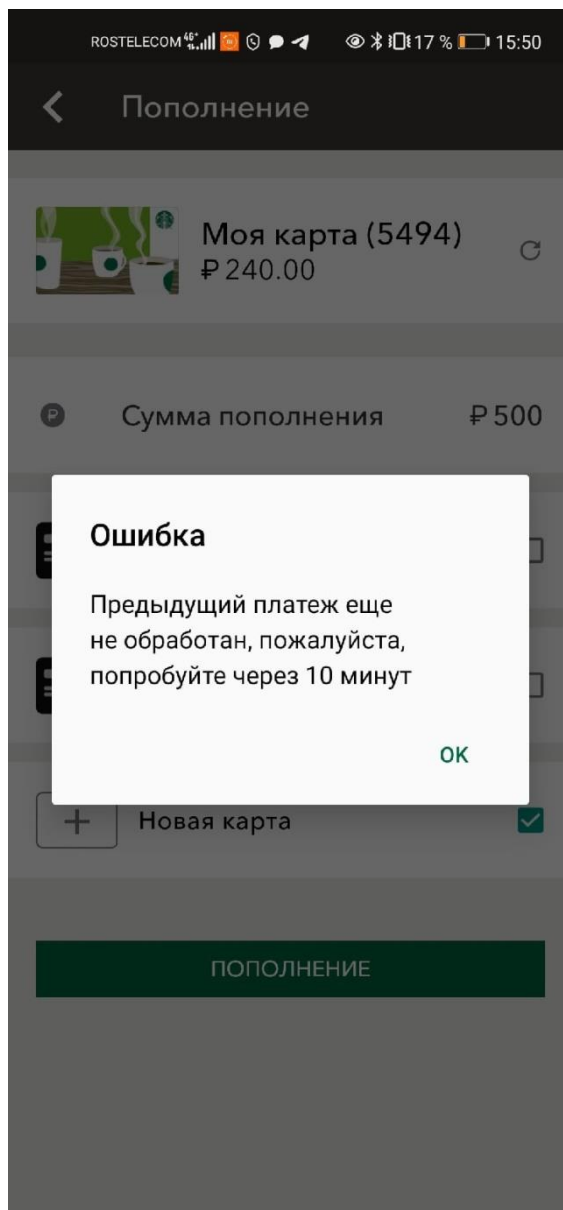 ROSTELECOM 4G 17 % 15:50
Пополнение
Моя карта (5494)
₽ 240.00
Сумма пополнения ₽ 500
Ошибка
Предыдущий платеж еще
не обработан, пожалуйста,
попробуйте через 10 минут
OK
Новая карта
ПОПОЛНЕНИЕ